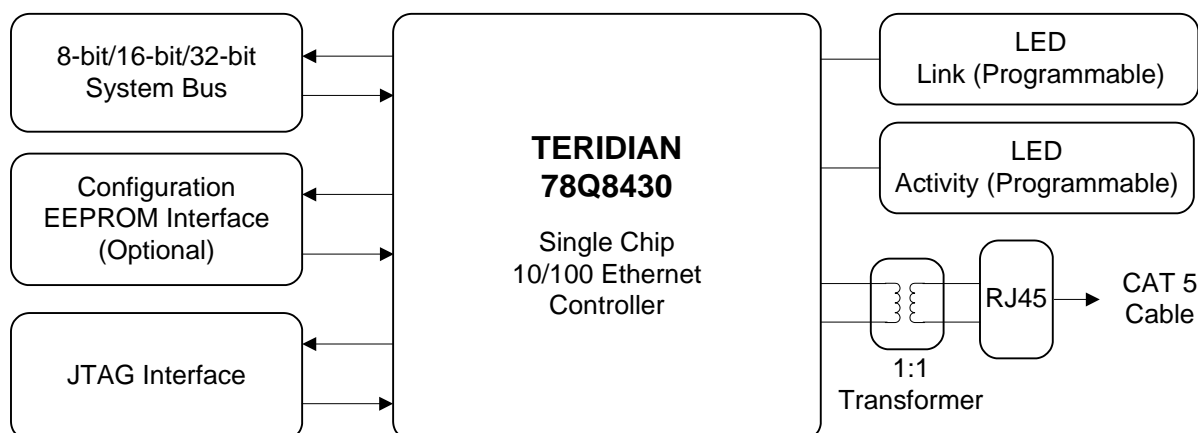 8-bit/16-bit/32-bit
System Bus
Configuration
EEPROM Interface
(Optional)
JTAG Interface
TERIDIAN
78Q8430
Single Chip
10/100 Ethernet
Controller
LED
Link (Programmable)
LED
Activity (Programmable)
RJ45
CAT 5
Cable
1:1
Transformer